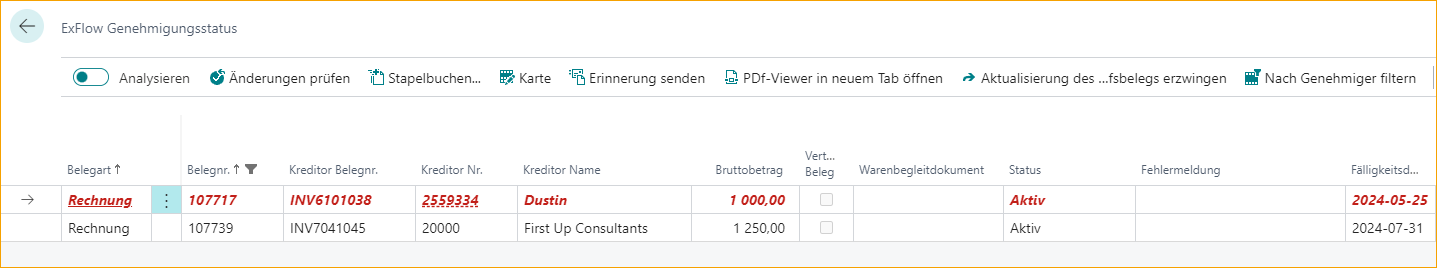 ExFlow Genehmigungsstatus
Analysieren Änderungen prüfen Stapelbuchen... Karte Erinnerung senden PDf-Viewer in neuem Tab öffnen Aktualisierung des ...fsbelegs erzwingen Nach Genehmiger filtern
Belegart ↑ Belegnr. ↑ Kreditor Belegnr. Kreditor Nr. Kreditor Name Bruttobetrag Vert... Beleg Warenbegleitdokument Status Fehlermeldung Fälligkeitsd...
Rechnung 107717 INV6101038 2559334 Dustin 1 000,00 Aktiv 2024-05-25
Rechnung 107739 INV7041045 20000 First Up Consultants 1 250,00 Aktiv 2024-07-31